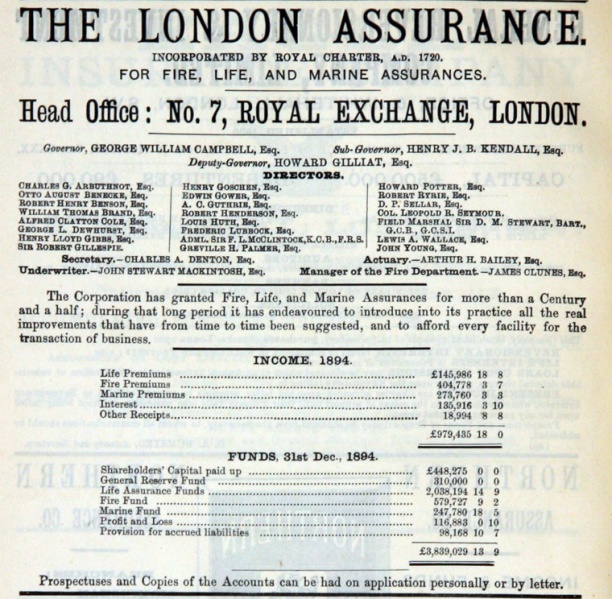 THE LONDON ASSURANCE.
INCORPORATED BY ROYAL CHARTER, A.D. 1720.
FOR FIRE, LIFE, AND MARINE ASSURANCES.
Head Office: No. 7, ROYAL EXCHANGE, LONDON.
Governor, GEORGE WILLIAM CAMPBELL, Esq. Sub-Governor, HENRY J. B. KENDALL, Esq.
Deputy-Governor, HOWARD GILLIAT, Esq.
DIRECTORS.
CHARLES G. ARBUTHNOT, Esq.
OTTO AUGUST BENECKE, Esq.
ROBERT HENRY BENSON, Esq.
WILLIAM THOMAS BRAND, Esq.
ALFRED CLAYTON COLE, Esq.
GEORGE L. DEWHURST, Esq.
HENRY LLOYD GIBBS, Esq.
SIR ROBERT GILLESPIE.
HENRY GOSCHEN, Esq.
EDWIN GOWER, Esq.
A. C. GUTHRIE, Esq.
ROBERT HENDERSON, Esq.
LOUIS HUTH, Esq.
FREDERIC LUBBOCK, Esq.
ADML. SIR F. L. McCLINTOCK, K.C.B., F.R.S.
GREVILLE H. PALMER, Esq.
HOWARD POTTER, Esq.
ROBERT RYRIE, Esq.
D. P. SELLAR, Esq.
COL LEOPOLD R. SEYMOUR.
FIELD MARSHAL SIR D. M. STEWART, BART.,
G.C.B., G.C.S.I.
LEWIS A. WALLACE, Esq.
JOHN YOUNG, Esq.
Secretary.—CHARLES A. DENTON, Esq. Actuary.—ARTHUR H. BAILEY, Esq.
Underwriter.—JOHN STEWART MACKINTOSH, Esq. Manager of the Fire Department.—JAMES CLUNES, Esq.
The Corporation has granted Fire, Life, and Marine Assurances for more than a Century
and a half; during that long period it has endeavoured to introduce into its practice all the real
improvements that have from time to time been suggested, and to afford every facility for the
transaction of business.
INCOME, 1894.
Life Premiums £145,986 18 8
Fire Premiums 404,778 3 7
Marine Premiums 273,760 3 3
Interest 135,916 3 10
Other Receipts 18,994 8 8
£979,435 18 0
FUNDS, 31st Dec., 1894.
Shareholders' Capital paid up £448,275 0 0
General Reserve Fund 310,000 0 0
Life Assurance Funds 2,038,194 14 9
Fire Fund 579,727 9 2
Marine Fund 247,780 18 5
Profit and Loss 116,883 0 10
Provision for accrued liabilities 98,168 10 7
£3,839,029 13 9
Prospectuses and Copies of the Accounts can be had on application personally or by letter.